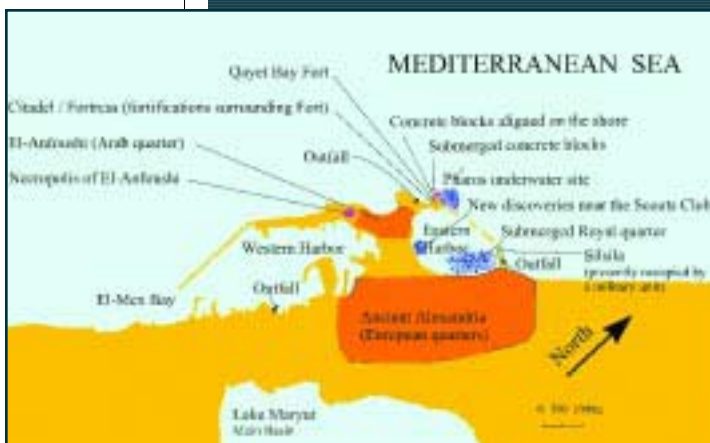 MEDITERRANEAN SEA
Qayet Bay Fort
Citadel / Fortress (fortifications surrounding Fort)
Concrete blocks aligned on the shore
El-Anfoushi (Arab quarter)
Outfall
Submerged concrete blocks
Necropolis of El-Anfoushi
Pharos underwater site
New discoveries near the Scouts Club
Eastern
Harbor
Submerged Royal quarter
Western Harbor
Outfall
Silsila
(presently occupied by
a military unit)
El-Mex Bay
Outfall
Ancient Alexandria
(European quarters)
North
Lake Maryut
Main Basin